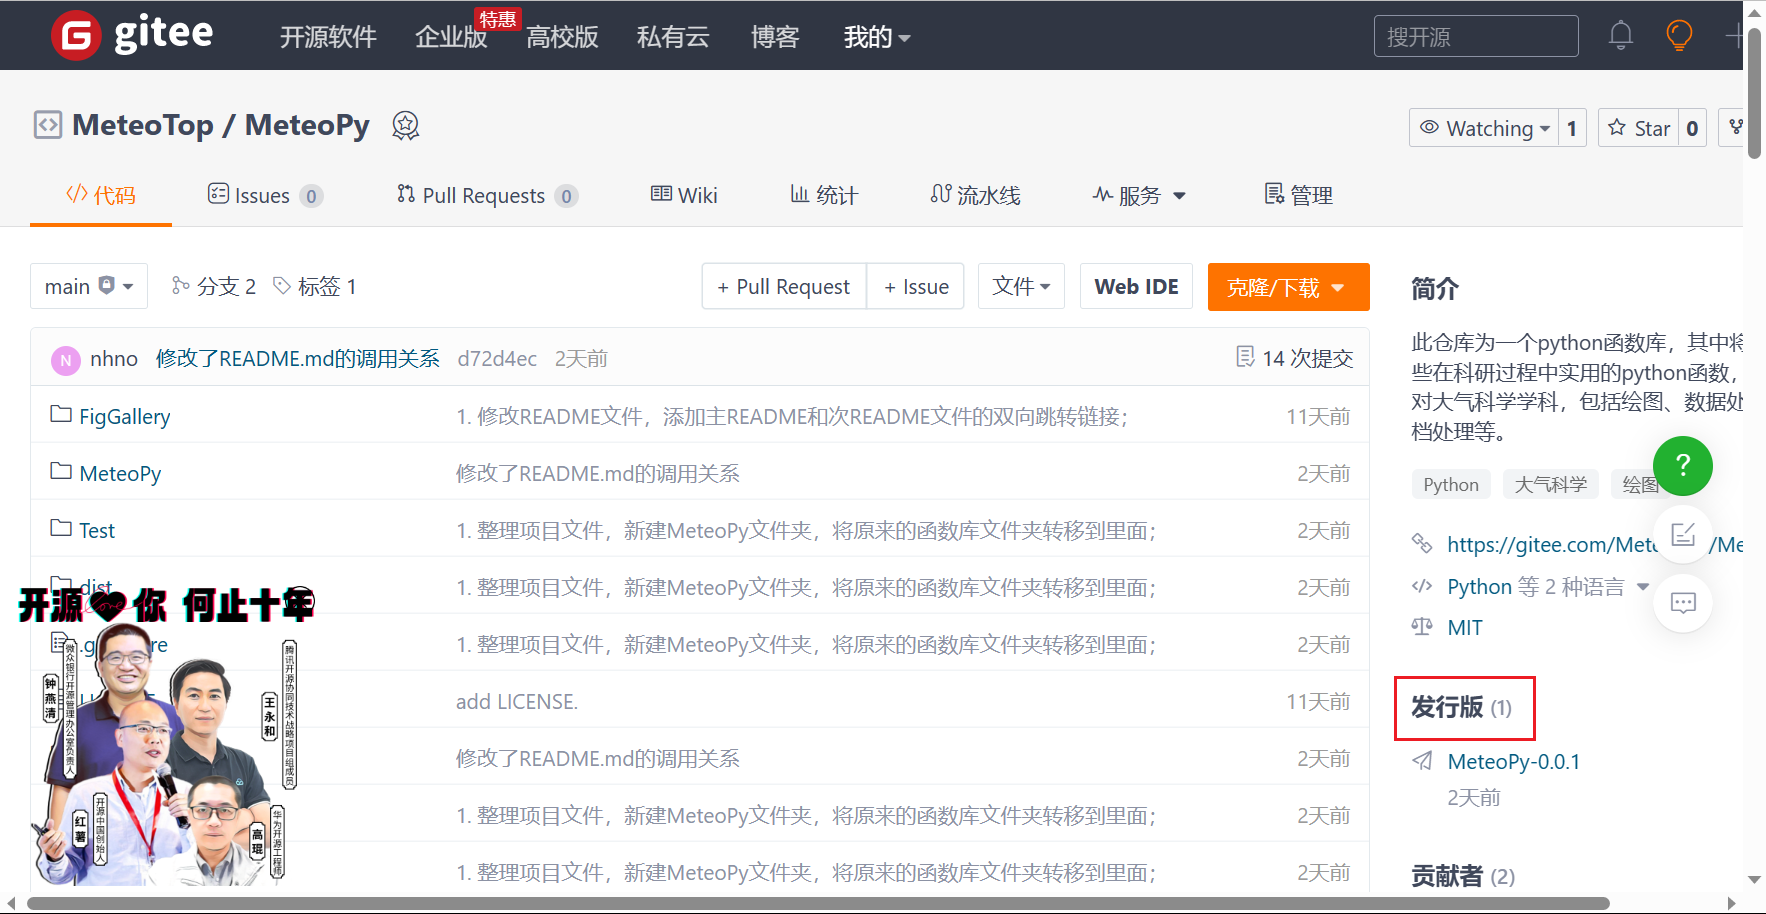 gitee
开源软件 企业版 特惠 高校版 私有云 博客 我的 搜开源
MeteoTop / MeteoPy
Watching 1 Star 0
代码 Issues 0 Pull Requests 0 Wiki 统计 流水线 服务 管理
main 分支 2 标签 1 + Pull Request + Issue 文件 Web IDE 克隆/下载
N nhno 修改了README.md的调用关系 d72d4ec 2天前 14 次提交
FigGallery 1. 修改README文件，添加主README和次README文件的双向跳转链接； 11天前
MeteoPy 修改了README.md的调用关系 2天前
Test 1. 整理项目文件，新建MeteoPy文件夹，将原来的函数库文件夹转移到里面； 2天前
dist 1. 整理项目文件，新建MeteoPy文件夹，将原来的函数库文件夹转移到里面； 2天前
1. 整理项目文件，新建MeteoPy文件夹，将原来的函数库文件夹转移到里面； 2天前
add LICENSE. 11天前
修改了README.md的调用关系 2天前
1. 整理项目文件，新建MeteoPy文件夹，将原来的函数库文件夹转移到里面； 2天前
1. 整理项目文件，新建MeteoPy文件夹，将原来的函数库文件夹转移到里面； 2天前
开源 love 你 何止十年
钟燕清
微众银行开源管理办公室负责人
王永和
腾讯开源协同技术战略项目组成员
红薯
开源中国创始人
高琨
华为开源工程师
简介
此仓库为一个python函数库，其中将
些在科研过程中实用的python函数，
对大气科学学科，包括绘图、数据处
档处理等。
?
Python 大气科学 绘图
https://gitee.com/Mete /Me
Python 等 2 种语言
MIT
发行版 (1)
MeteoPy-0.0.1
2天前
贡献者 (2)